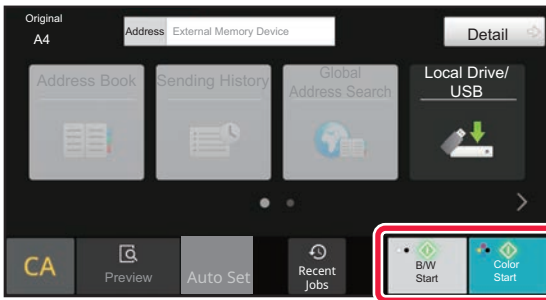 Original
A4
Address External Memory Device
Detail
Address Book
Sending History
Global
Address Search
Local Drive/
USB
CA
Preview
Auto Set
Recent
Jobs
B/W
Start
Color
Start